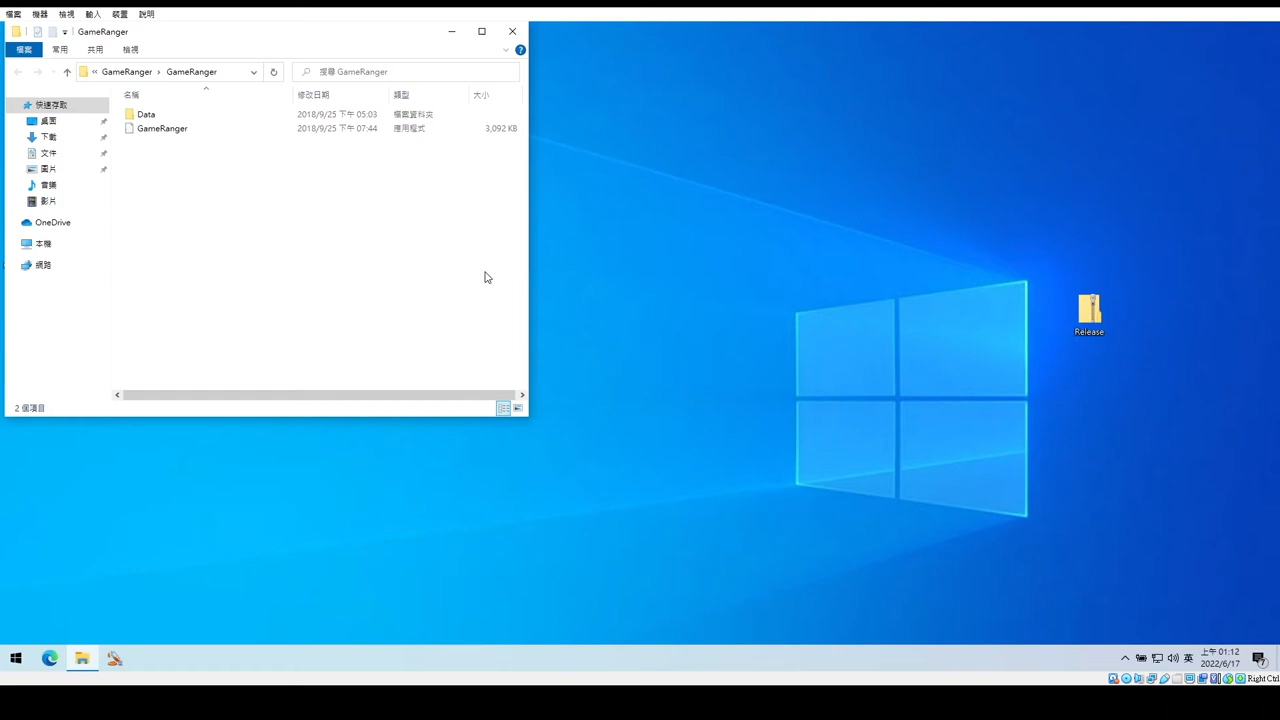 檔案 機器 檢視 輸入 裝置 說明
GameRanger
檔案 常用 共用 檢視
« GameRanger › GameRanger
搜尋 GameRanger
名稱 修改日期 類型 大小
Data 2018/9/25 下午 05:03 檔案資料夾
GameRanger 2018/9/25 下午 07:44 應用程式 3,092 KB
快速存取
桌面
下載
文件
圖片
音樂
影片
OneDrive
本機
網路
2 個項目
Release
英
上午 01:12
2022/6/17
7
Right Ctrl